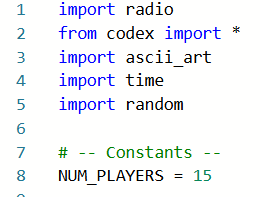 1 import radio
2 from codex import *
3 import ascii_art
4 import time
5 import random
6
7 # -- Constants --
8 NUM_PLAYERS = 15